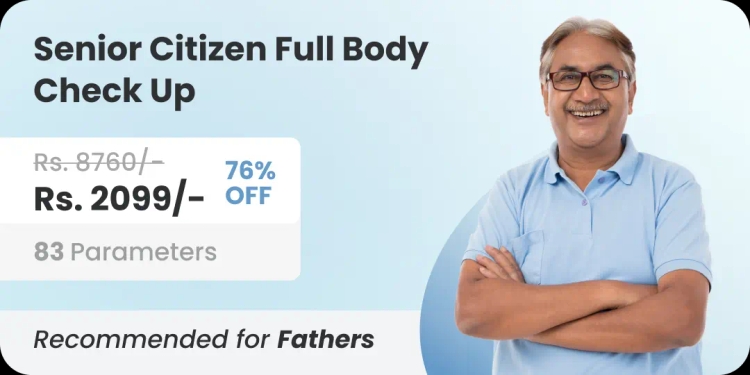 Senior Citizen Full Body
Check Up
Rs. 8760/-
Rs. 2099/-
76%
OFF
83 Parameters
Recommended for Fathers